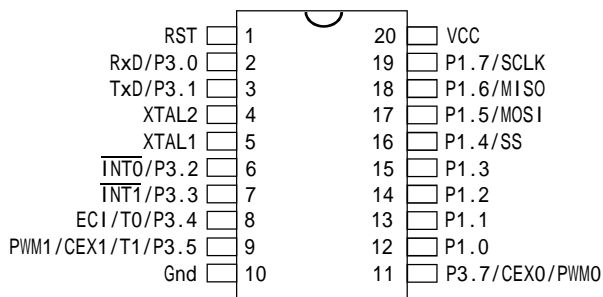 RST 1 20 VCC
RxD/P3.0 2 19 P1.7/SCLK
TxD/P3.1 3 18 P1.6/MISO
XTAL2 4 17 P1.5/MOSI
XTAL1 5 16 P1.4/SS
I̅N̅T̅0̅/P3.2 6 15 P1.3
I̅N̅T̅1̅/P3.3 7 14 P1.2
ECI/T0/P3.4 8 13 P1.1
PWM1/CEX1/T1/P3.5 9 12 P1.0
Gnd 10 11 P3.7/CEX0/PWM0